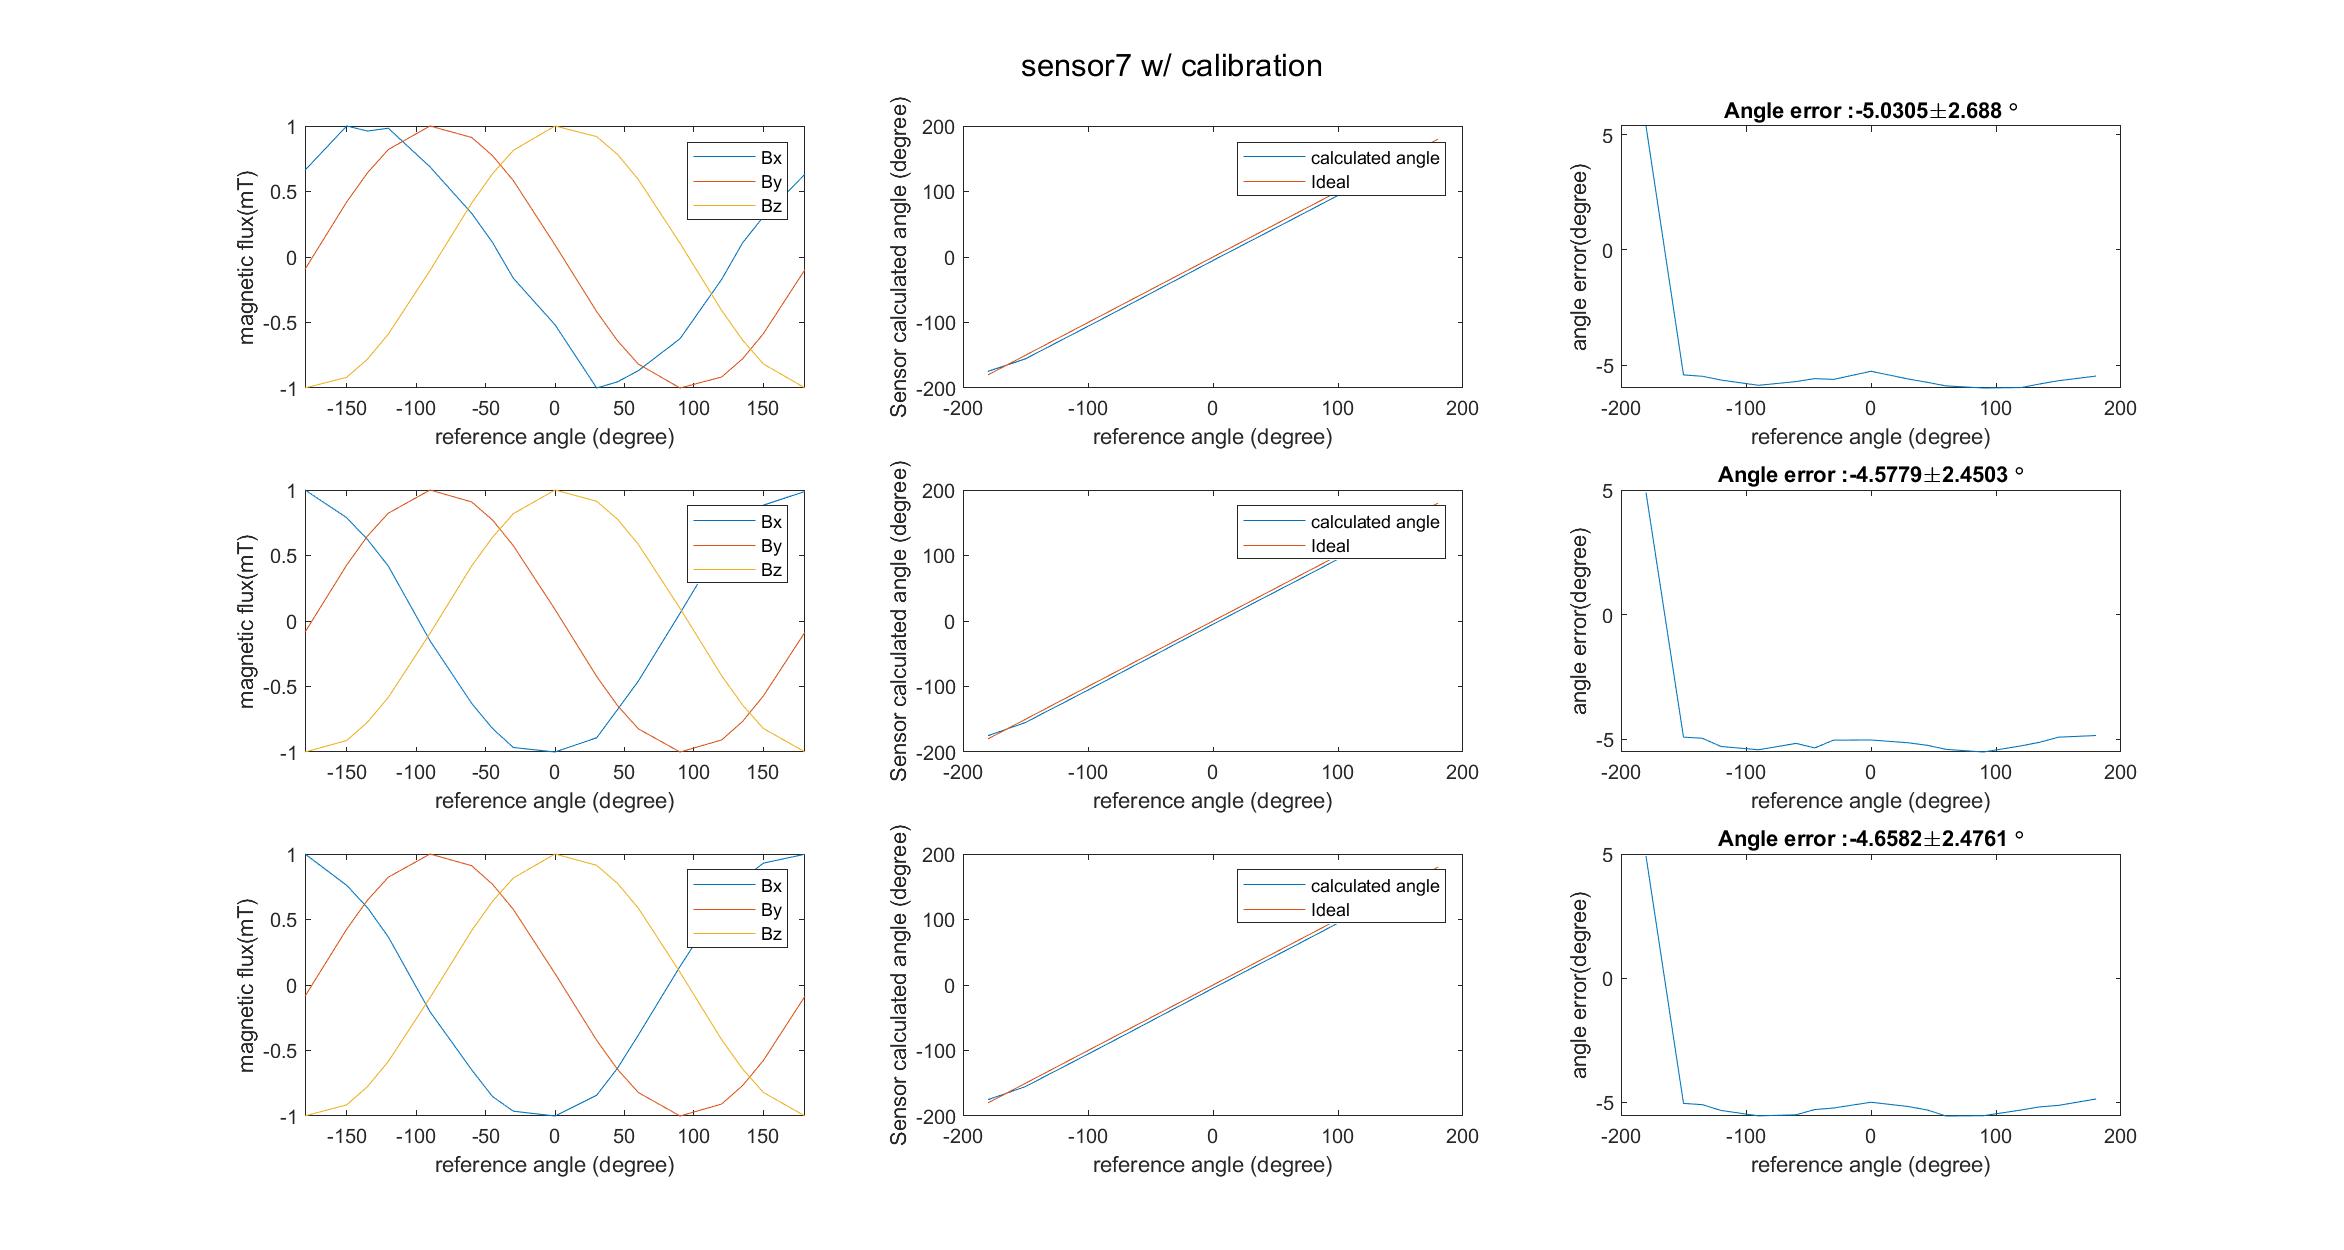 sensor7 w/ calibration
magnetic flux(mT)
1
0.5
0
-0.5
-1
-150 -100 -50 0 50 100 150
reference angle (degree)
Bx
By
Bz
Sensor calculated angle (degree)
200
100
0
-100
-200
-200 -100 0 100 200
reference angle (degree)
calculated angle
Ideal
Angle error :-5.0305±2.688 °
angle error(degree)
5
0
-5
-200 -100 0 100 200
reference angle (degree)
magnetic flux(mT)
1
0.5
0
-0.5
-1
-150 -100 -50 0 50 100 150
reference angle (degree)
Bx
By
Bz
Sensor calculated angle (degree)
200
100
0
-100
-200
-200 -100 0 100 200
reference angle (degree)
calculated angle
Ideal
Angle error :-4.5779±2.4503 °
angle error(degree)
5
0
-5
-200 -100 0 100 200
reference angle (degree)
magnetic flux(mT)
1
0.5
0
-0.5
-1
-150 -100 -50 0 50 100 150
reference angle (degree)
Bx
By
Bz
Sensor calculated angle (degree)
200
100
0
-100
-200
-200 -100 0 100 200
reference angle (degree)
calculated angle
Ideal
Angle error :-4.6582±2.4761 °
angle error(degree)
5
0
-5
-200 -100 0 100 200
reference angle (degree)